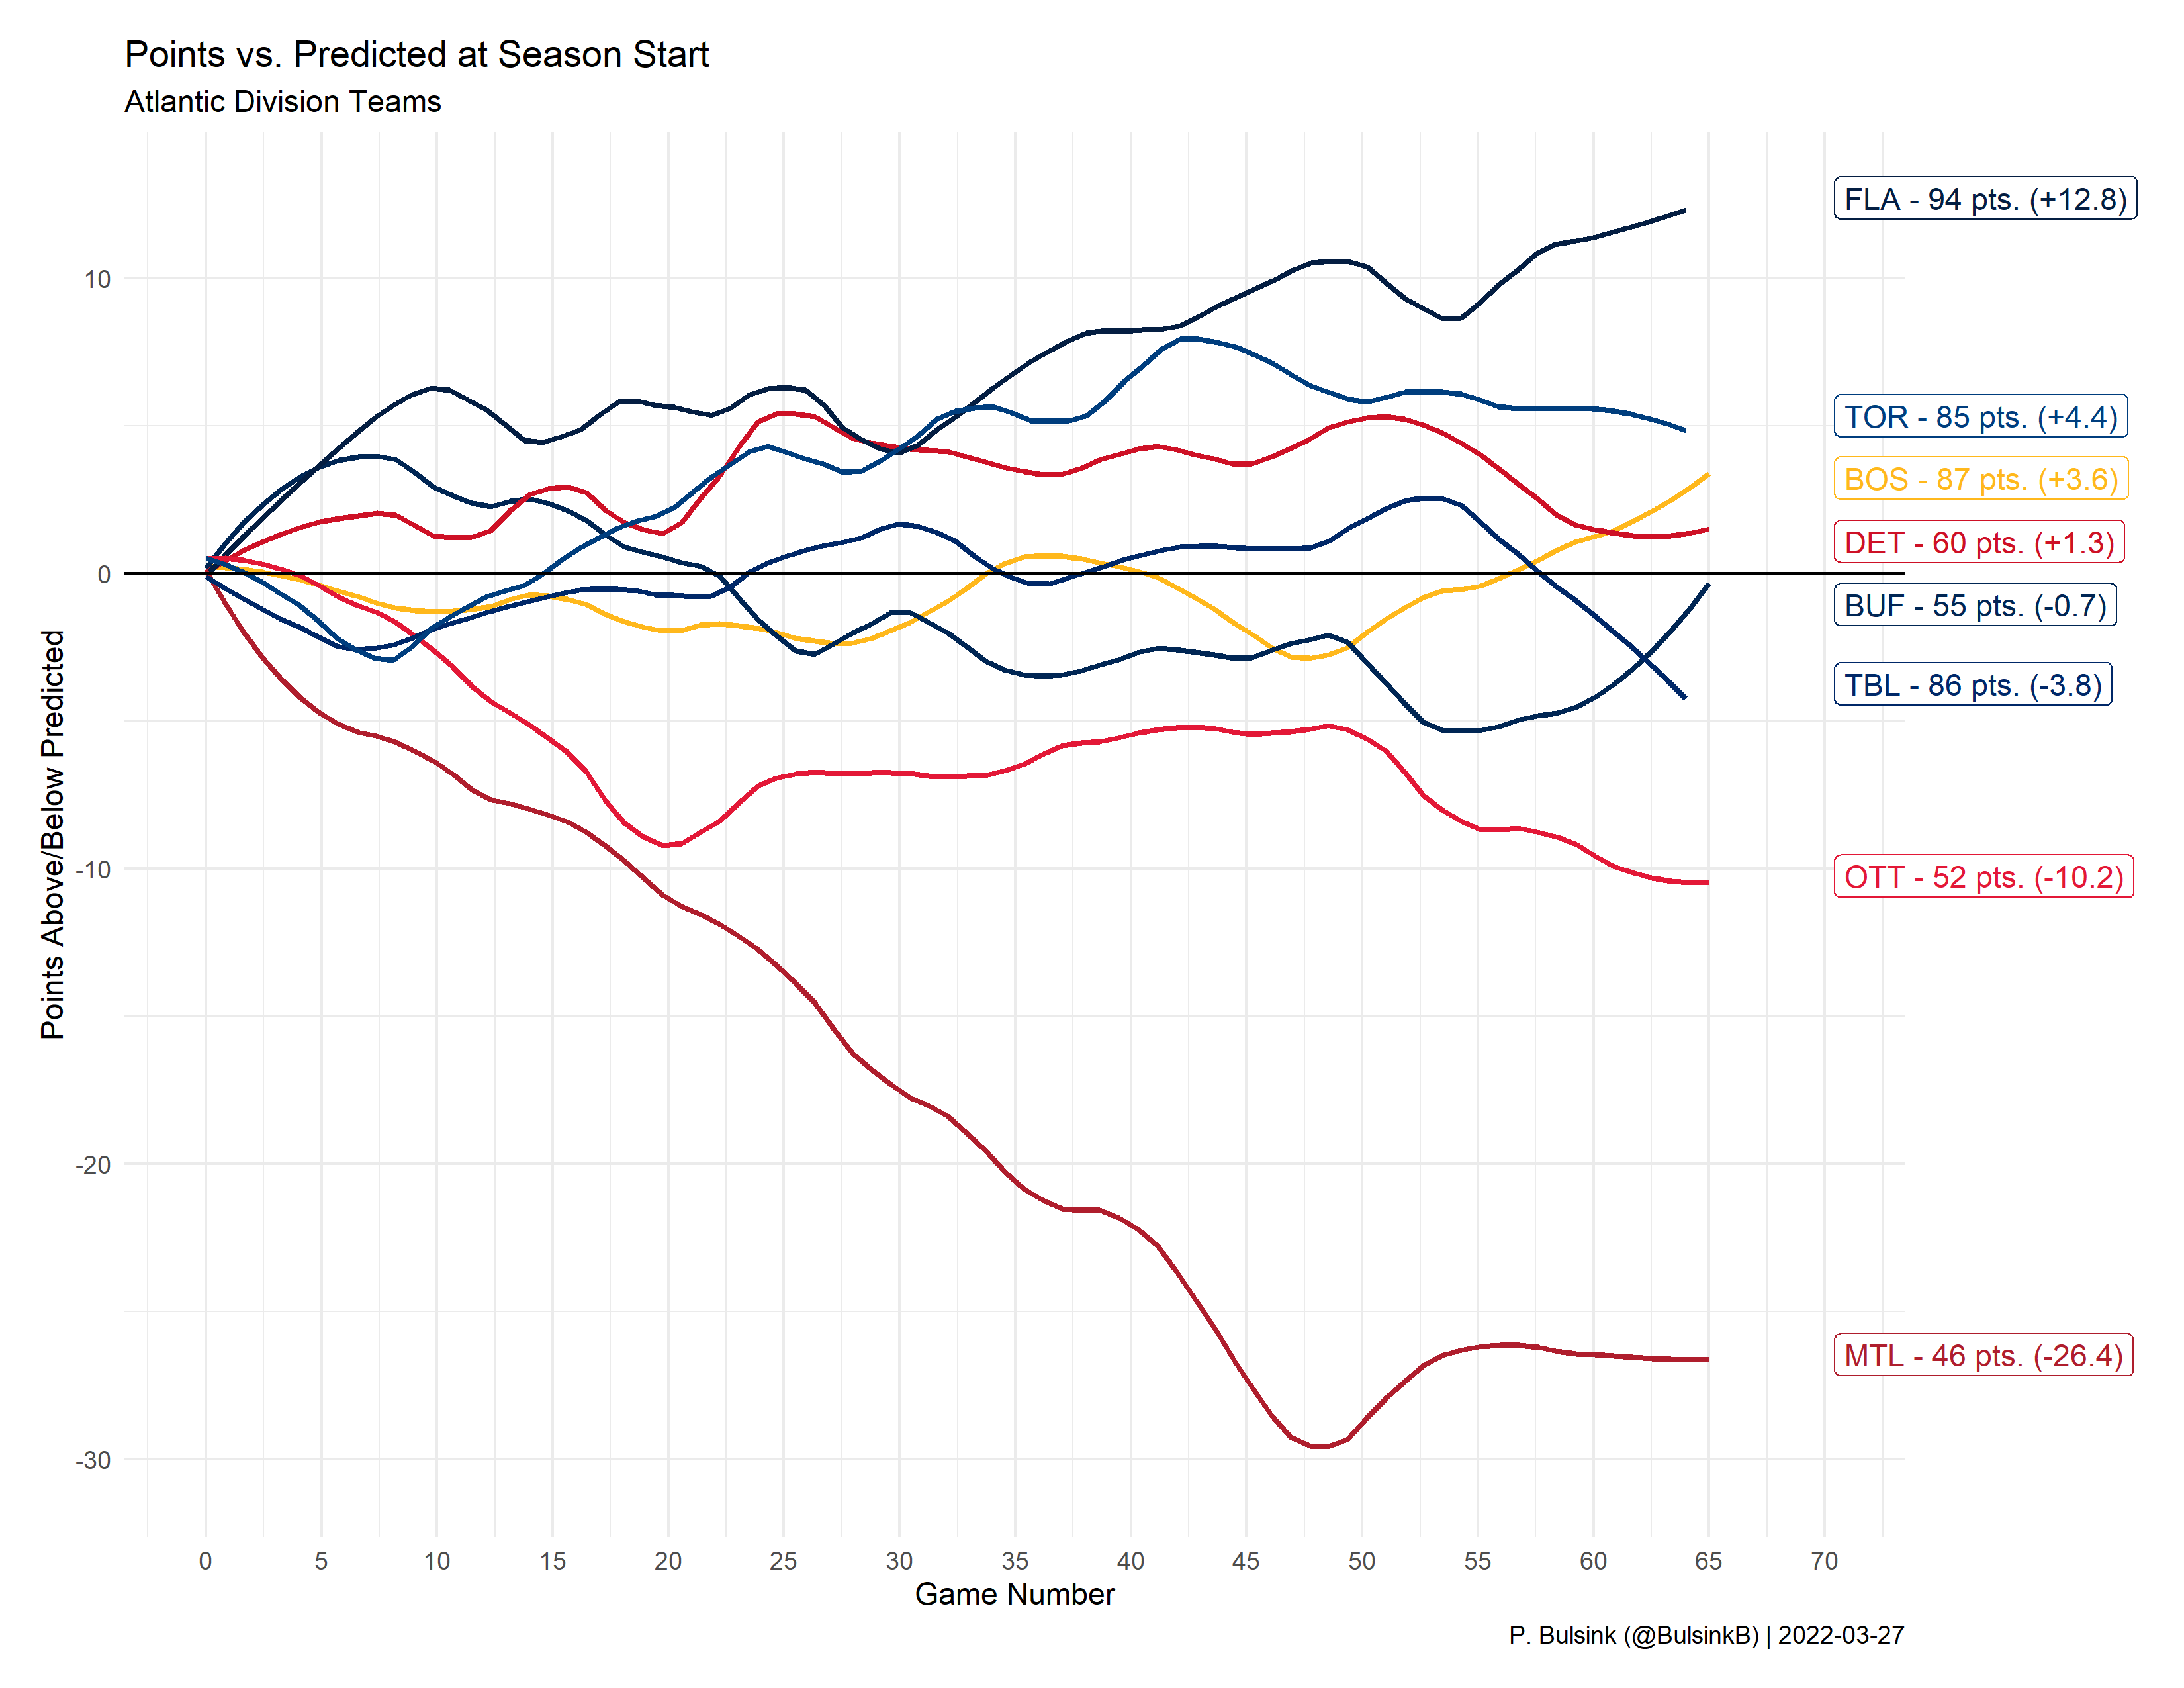 Points vs. Predicted at Season Start
Atlantic Division Teams
Points Above/Below Predicted
10
0
-10
-20
-30
FLA - 94 pts. (+12.8)
TOR - 85 pts. (+4.4)
BOS - 87 pts. (+3.6)
DET - 60 pts. (+1.3)
BUF - 55 pts. (-0.7)
TBL - 86 pts. (-3.8)
OTT - 52 pts. (-10.2)
MTL - 46 pts. (-26.4)
0 5 10 15 20 25 30 35 40 45 50 55 60 65 70
Game Number
P. Bulsink (@BulsinkB) | 2022-03-27